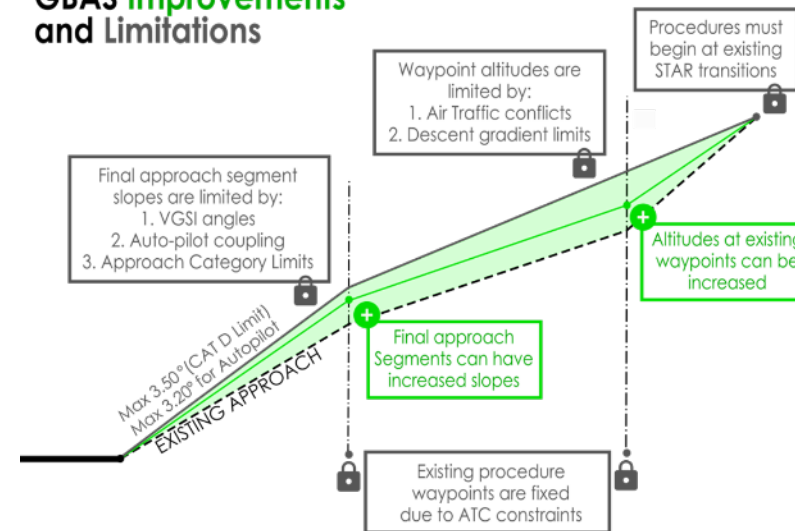 GBAS Improvements
and Limitations
Procedures must
begin at existing
STAR transitions
Waypoint altitudes are
limited by:
1. Air Traffic conflicts
2. Descent gradient limits
Final approach segment
slopes are limited by:
1. VGSI angles
2. Auto-pilot coupling
3. Approach Category Limits
Altitudes at existing
waypoints can be
increased
Final approach
Segments can have
increased slopes
Max 3.50° (CAT D Limit)
Max 3.20° for Autopilot
EXISTING APPROACH
Existing procedure
waypoints are fixed
due to ATC constraints